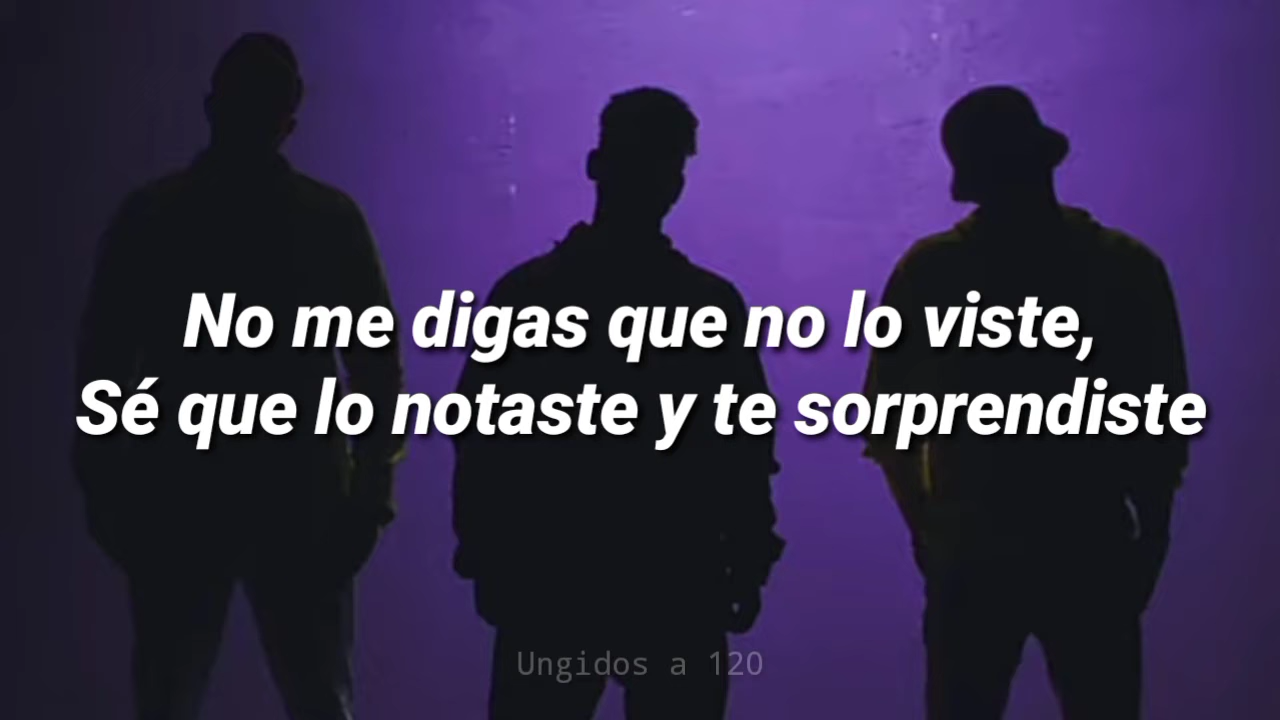 No me digas que no lo viste,
Sé que lo notaste y te sorprendiste
Ungidos a 120